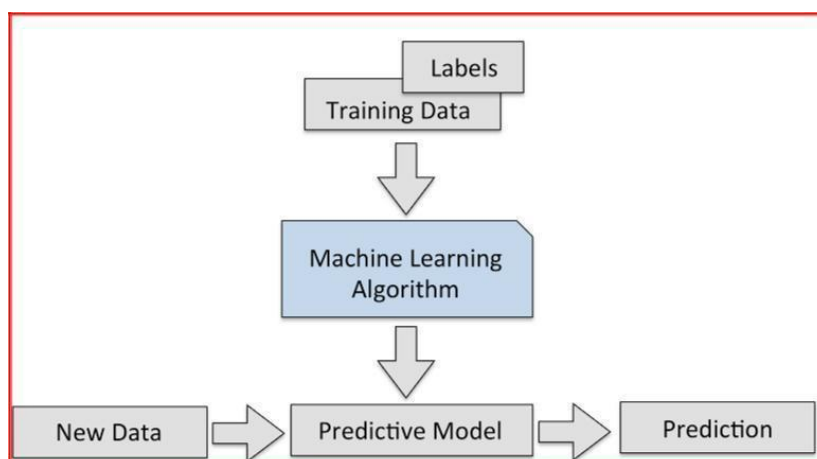 Labels
Training Data
Machine Learning
Algorithm
New Data
Predictive Model
Prediction